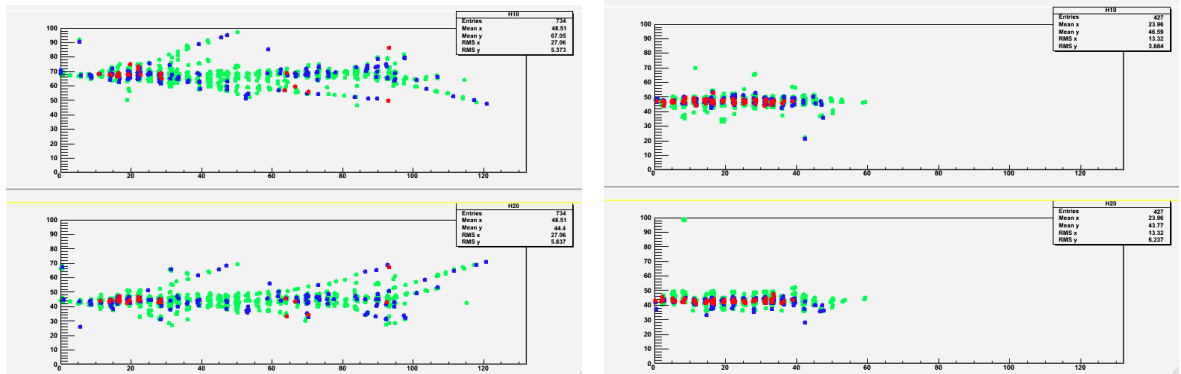 H10
Entries 734
Mean x 48.51
Mean y 67.05
RMS x 27.06
RMS y 5.373
100
90
80
70
60
50
40
30
20
10
0
0 20 40 60 80 100 120
H20
Entries 734
Mean x 48.51
Mean y 44.4
RMS x 27.06
RMS y 5.637
100
90
80
70
60
50
40
30
20
10
0
0 20 40 60 80 100 120
H10
Entries 427
Mean x 23.96
Mean y 46.59
RMS x 13.32
RMS y 3.884
100
90
80
70
60
50
40
30
20
10
0
0 20 40 60 80 100 120
H20
Entries 427
Mean x 23.96
Mean y 43.77
RMS x 13.32
RMS y 6.237
100
90
80
70
60
50
40
30
20
10
0
0 20 40 60 80 100 120